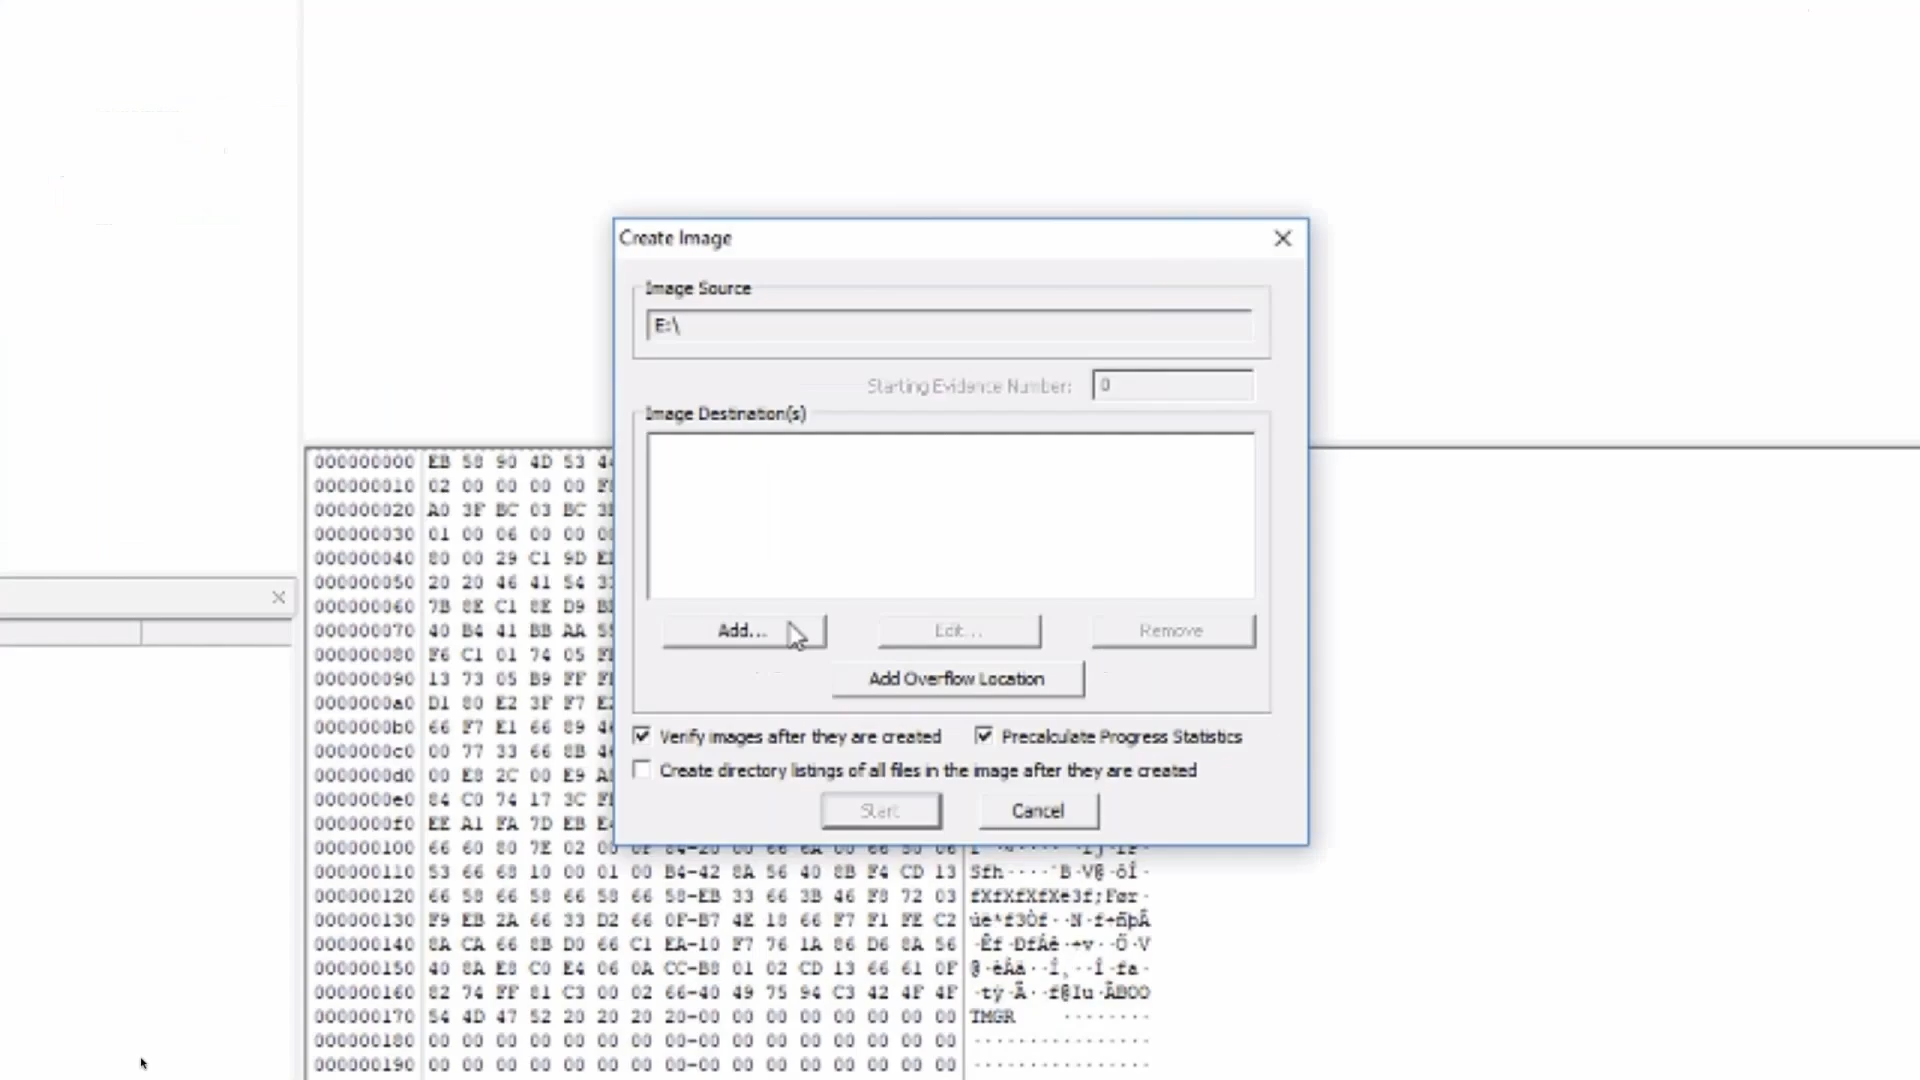 Create Image
Image Source
E:\
Starting Evidence Number: 0
Image Destination(s)
Add...
Edit...
Remove
Add Overflow Location
Verify images after they are created
Precalculate Progress Statistics
Create directory listings of all files in the image after they are created
Start
Cancel
000000000 EB 58 90 4D 53
000000010 02 00 00 00 00
000000020 A0 3F BC 03 BC
000000030 01 00 06 00 00
000000040 80 00 29 C1 9D
000000050 20 20 46 41 54
000000060 7B 8E C1 8E D9
000000070 40 B4 41 BB AA
000000080 F6 C1 01 74 05
000000090 13 73 05 B9 FF
0000000a0 D1 80 E2 3F F7
0000000b0 66 F7 E1 66 89
0000000c0 00 77 33 66 8B
0000000d0 00 E8 2C 00 E9
0000000e0 84 C0 74 17 3C
0000000f0 EE A1 FA 7D EB
000000100 66 60 80 7E 02
000000110 53 66 68 10 00 01 00 B4-42 8A 56 40 8B F4 CD 13
000000120 66 58 66 58 66 58 66 58-EB 33 66 3B 46 F8 72 03
000000130 F9 EB 2A 66 33 D2 66 0F-B7 4E 18 66 F7 F1 FE C2
000000140 8A CA 66 8B D0 66 C1 EA-10 F7 76 1A 86 D6 8A 56
000000150 40 8A E8 C0 E4 06 0A CC-B8 01 02 CD 13 66 61 0F
000000160 82 74 FF 81 C3 00 02 66-40 49 75 94 C3 42 4F 4F
000000170 54 4D 47 52 20 20 20 20-00 00 00 00 00 00 00 00 TMGR
000000180 00 00 00 00 00 00 00 00-00 00 00 00 00 00 00 00
000000190 00 00 00 00 00 00 00 00-00 00 00 00 00 00 00 00